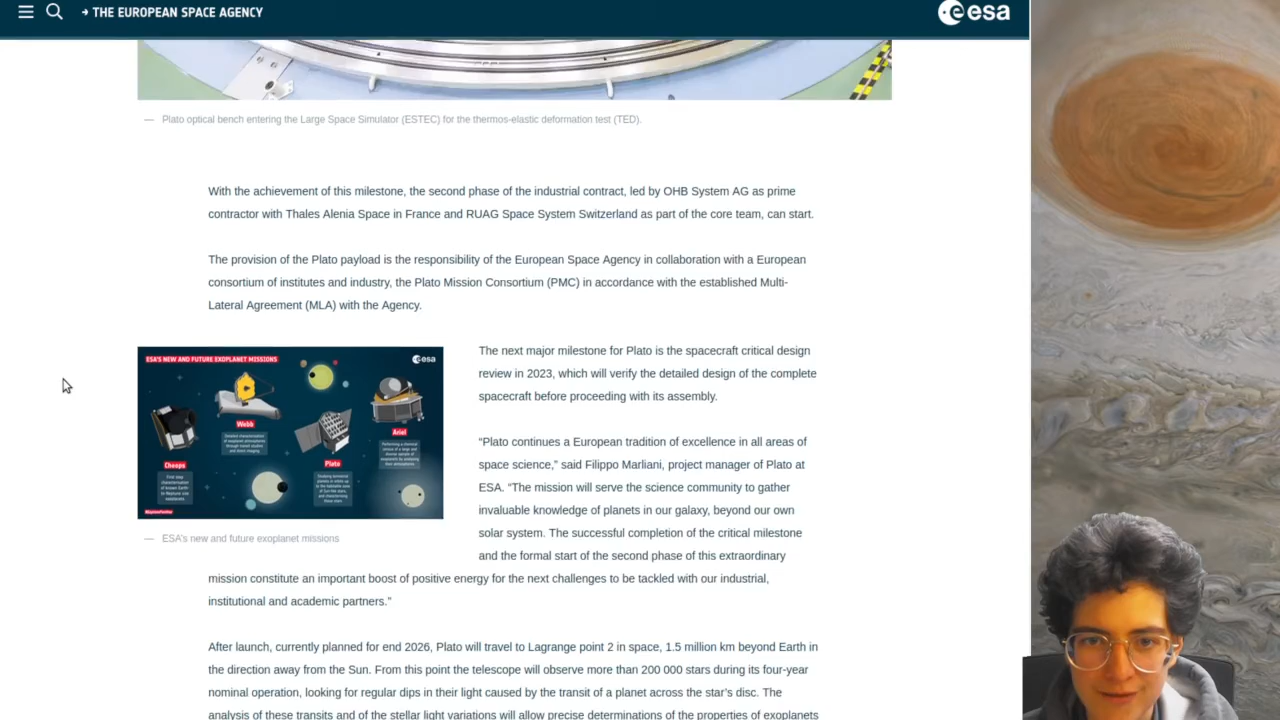 → THE EUROPEAN SPACE AGENCY
esa
— Plato optical bench entering the Large Space Simulator (ESTEC) for the thermos-elastic deformation test (TED).
With the achievement of this milestone, the second phase of the industrial contract, led by OHB System AG as prime
contractor with Thales Alenia Space in France and RUAG Space System Switzerland as part of the core team, can start.
The provision of the Plato payload is the responsibility of the European Space Agency in collaboration with a European
consortium of institutes and industry, the Plato Mission Consortium (PMC) in accordance with the established Multi-
Lateral Agreement (MLA) with the Agency.
ESA'S NEW AND FUTURE EXOPLANET MISSIONS
esa
Webb
Ariel
Cheops
Plato
— ESA's new and future exoplanet missions
The next major milestone for Plato is the spacecraft critical design
review in 2023, which will verify the detailed design of the complete
spacecraft before proceeding with its assembly.
“Plato continues a European tradition of excellence in all areas of
space science,” said Filippo Marliani, project manager of Plato at
ESA. “The mission will serve the science community to gather
invaluable knowledge of planets in our galaxy, beyond our own
solar system. The successful completion of the critical milestone
and the formal start of the second phase of this extraordinary
mission constitute an important boost of positive energy for the next challenges to be tackled with our industrial,
institutional and academic partners.”
After launch, currently planned for end 2026, Plato will travel to Lagrange point 2 in space, 1.5 million km beyond Earth in
the direction away from the Sun. From this point the telescope will observe more than 200 000 stars during its four-year
nominal operation, looking for regular dips in their light caused by the transit of a planet across the star’s disc. The
analysis of these transits and of the stellar light variations will allow precise determinations of the properties of exoplanets